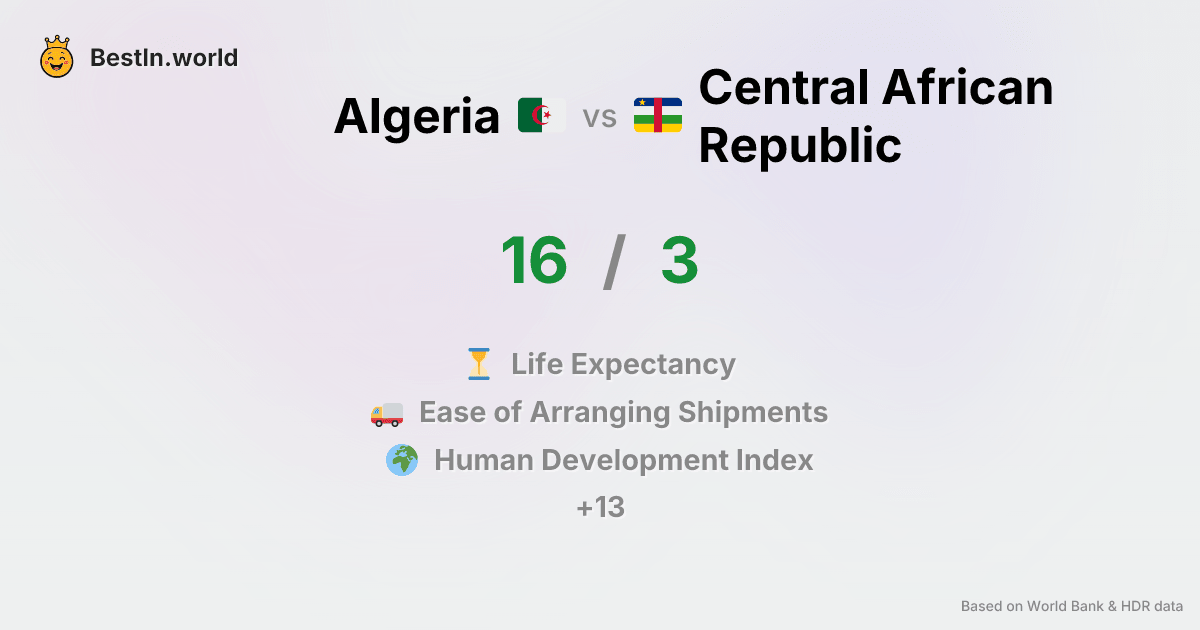 BestIn.world
Algeria vs Central African
Republic
16 / 3
Life Expectancy
Ease of Arranging Shipments
Human Development Index
+13
Based on World Bank & HDR data